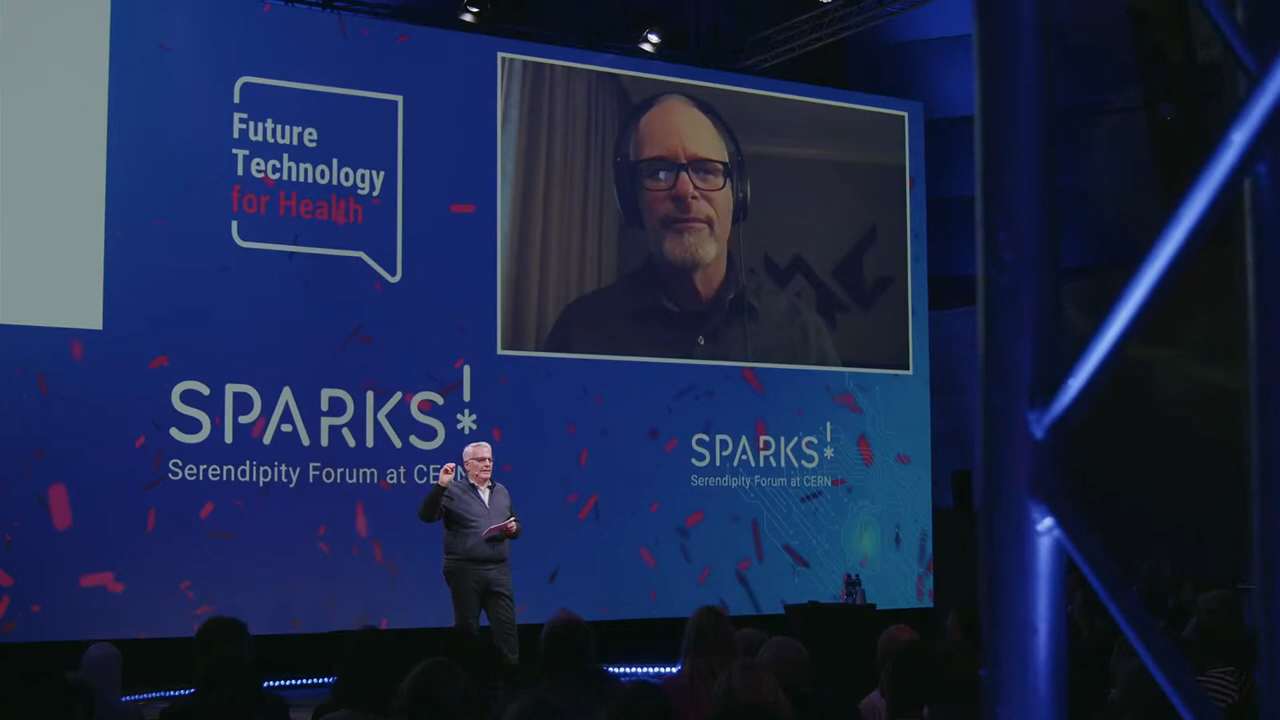 Future
Technology
for Health
SPARKS!*
Serendipity Forum at CERN
SPARKS!*
Serendipity Forum at CERN